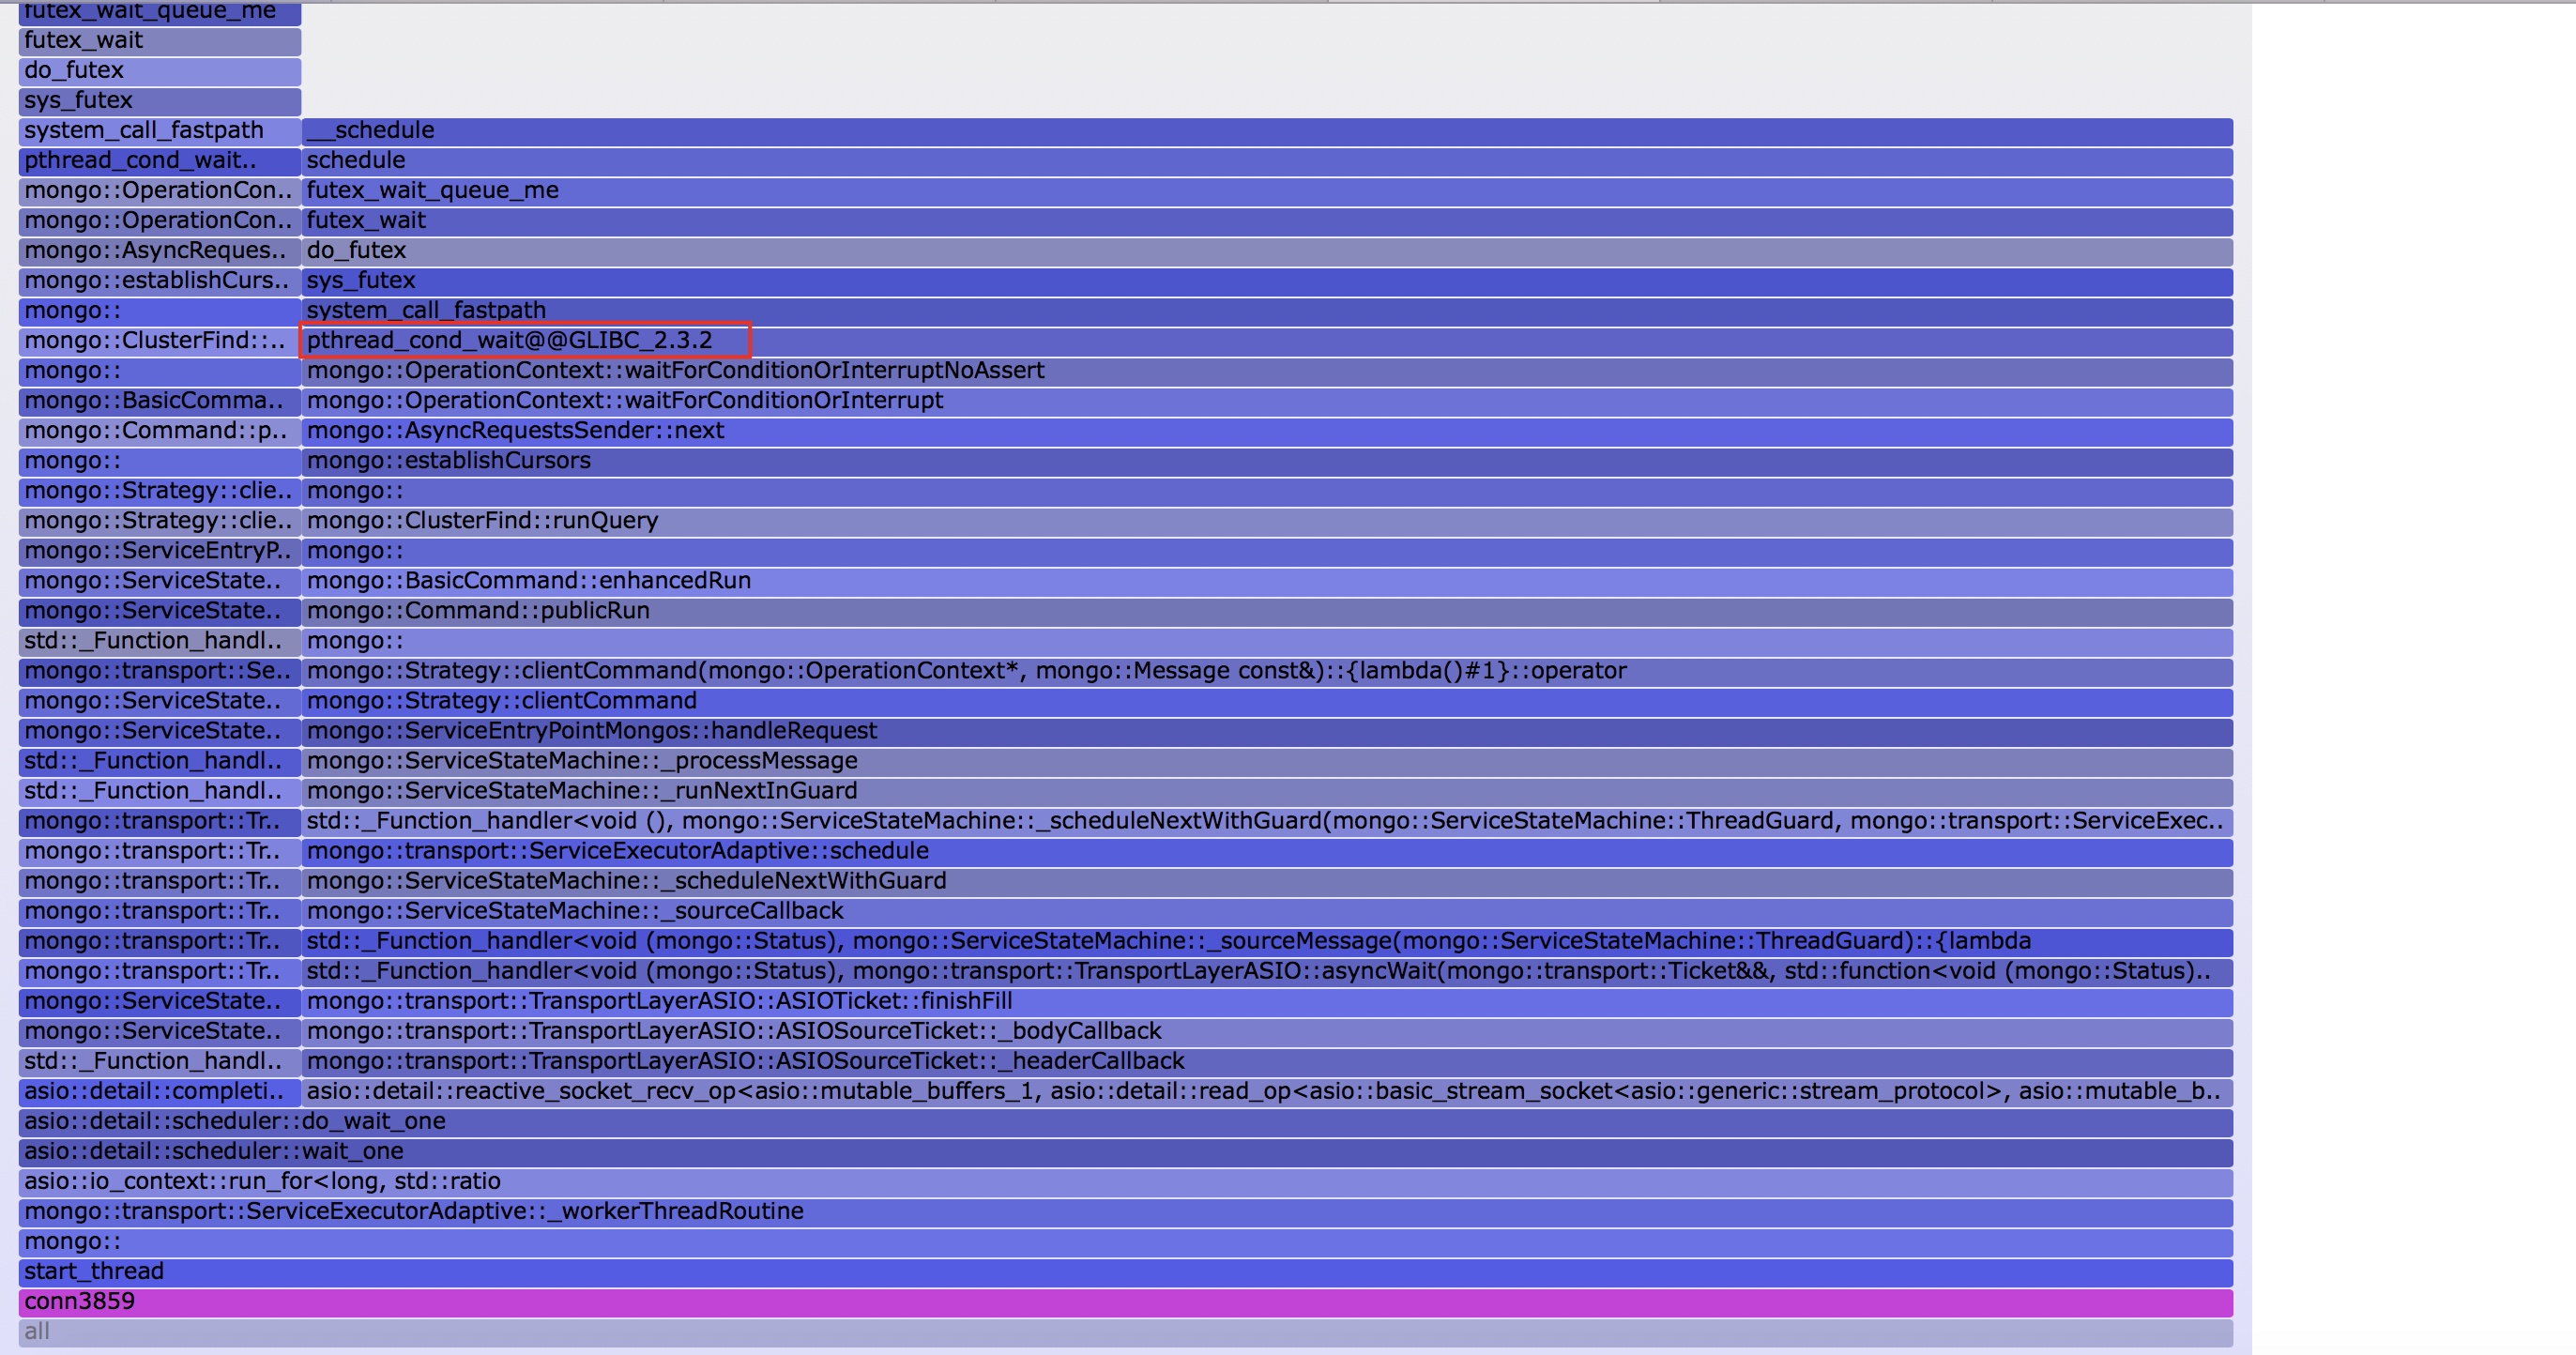 futex_wait_queue_me
futex_wait
do_futex
sys_futex
system_call_fastpath __schedule
pthread_cond_wait.. schedule
mongo::OperationCon.. futex_wait_queue_me
mongo::OperationCon.. futex_wait
mongo::AsyncReques.. do_futex
mongo::establishCurs.. sys_futex
mongo:: system_call_fastpath
mongo::ClusterFind::.. pthread_cond_wait@@GLIBC_2.3.2
mongo:: mongo::OperationContext::waitForConditionOrInterruptNoAssert
mongo::BasicComma.. mongo::OperationContext::waitForConditionOrInterrupt
mongo::Command::p.. mongo::AsyncRequestsSender::next
mongo:: mongo::establishCursors
mongo::Strategy::clie.. mongo::
mongo::Strategy::clie.. mongo::ClusterFind::runQuery
mongo::ServiceEntryP.. mongo::
mongo::ServiceState.. mongo::BasicCommand::enhancedRun
mongo::ServiceState.. mongo::Command::publicRun
std::_Function_handl.. mongo::
mongo::transport::Se.. mongo::Strategy::clientCommand(mongo::OperationContext*, mongo::Message const&)::{lambda()#1}::operator
mongo::ServiceState.. mongo::Strategy::clientCommand
mongo::ServiceState.. mongo::ServiceEntryPointMongos::handleRequest
std::_Function_handl.. mongo::ServiceStateMachine::_processMessage
std::_Function_handl.. mongo::ServiceStateMachine::_runNextInGuard
mongo::transport::Tr.. std::_Function_handler<void (), mongo::ServiceStateMachine::_scheduleNextWithGuard(mongo::ServiceStateMachine::ThreadGuard, mongo::transport::ServiceExec..
mongo::transport::Tr.. mongo::transport::ServiceExecutorAdaptive::schedule
mongo::transport::Tr.. mongo::ServiceStateMachine::_scheduleNextWithGuard
mongo::transport::Tr.. mongo::ServiceStateMachine::_sourceCallback
mongo::transport::Tr.. std::_Function_handler<void (mongo::Status), mongo::ServiceStateMachine::_sourceMessage(mongo::ServiceStateMachine::ThreadGuard)::{lambda
mongo::transport::Tr.. std::_Function_handler<void (mongo::Status), mongo::transport::TransportLayerASIO::asyncWait(mongo::transport::Ticket&&, std::function<void (mongo::Status)..
mongo::ServiceState.. mongo::transport::TransportLayerASIO::ASIOTicket::finishFill
mongo::ServiceState.. mongo::transport::TransportLayerASIO::ASIOSourceTicket::_bodyCallback
std::_Function_handl.. mongo::transport::TransportLayerASIO::ASIOSourceTicket::_headerCallback
asio::detail::completi.. asio::detail::reactive_socket_recv_op<asio::mutable_buffers_1, asio::detail::read_op<asio::basic_stream_socket<asio::generic::stream_protocol>, asio::mutable_b..
asio::detail::scheduler::do_wait_one
asio::detail::scheduler::wait_one
asio::io_context::run_for<long, std::ratio
mongo::transport::ServiceExecutorAdaptive::_workerThreadRoutine
mongo::
start_thread
conn3859
all